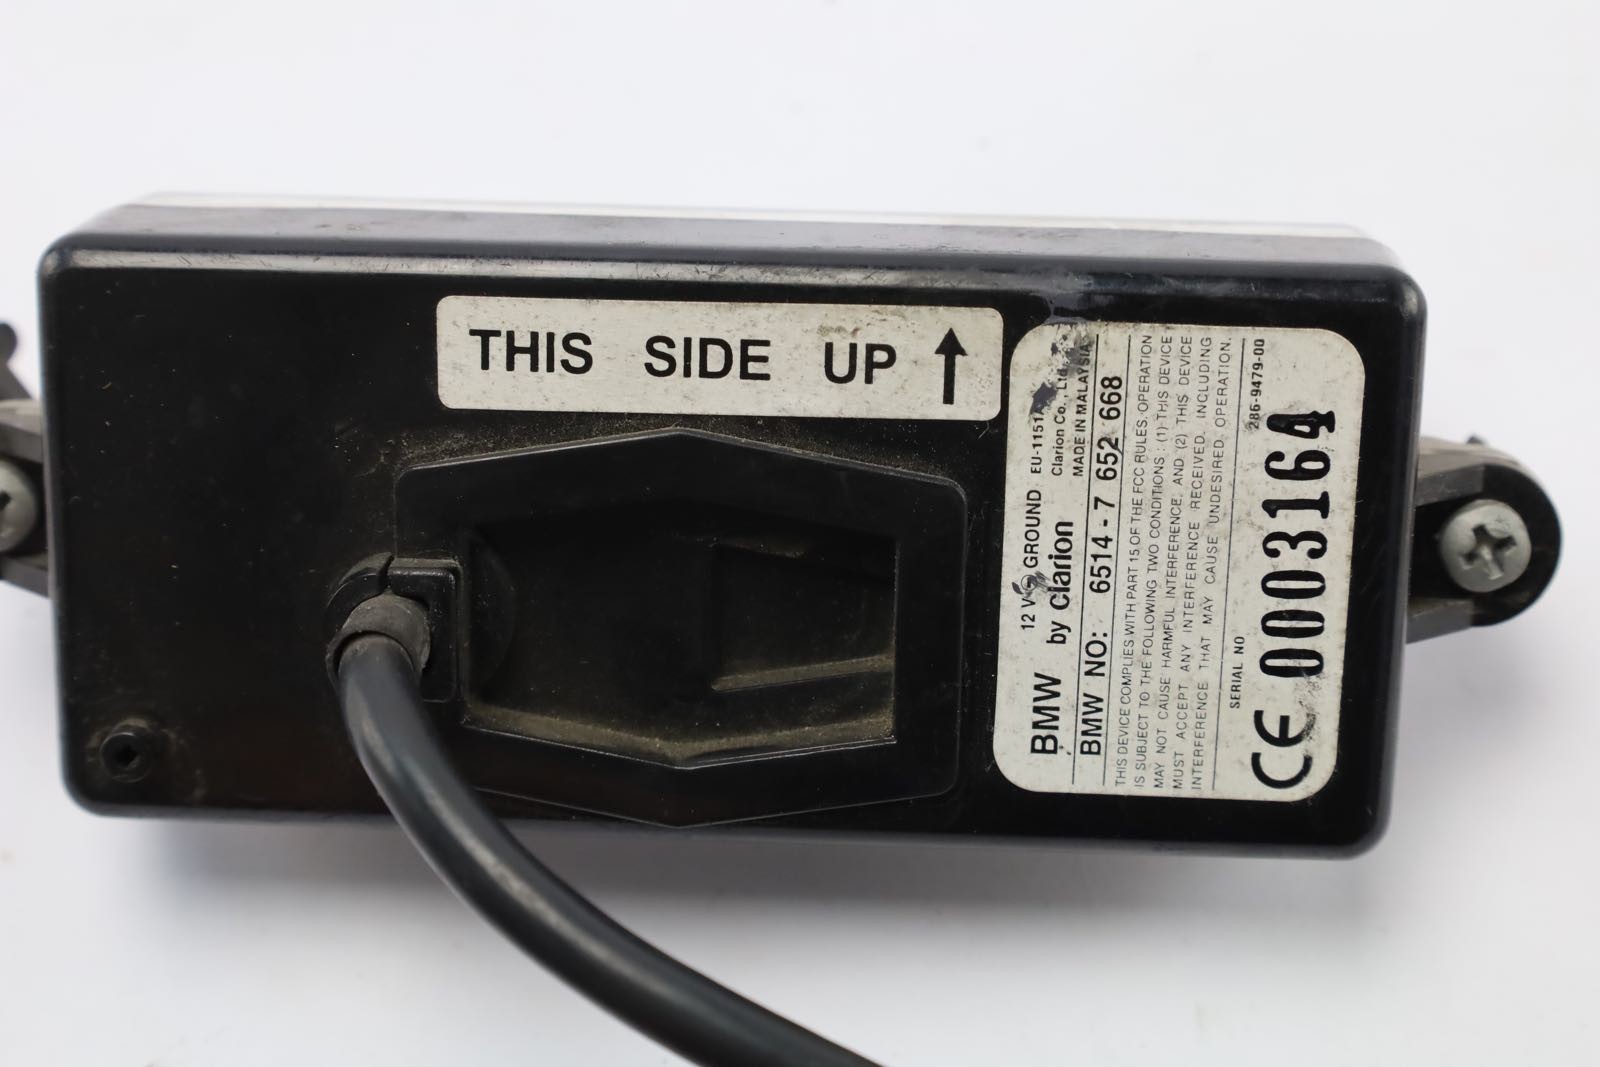 THIS SIDE UP ↑
BMW 12 V ⊖ GROUND EU-1151A
by clarion Clarion Co., Ltd.
MADE IN MALAYSIA
BMW NO: 6514-7 652 668
THIS DEVICE COMPLIES WITH PART 15 OF THE FCC RULES. OPERATION
IS SUBJECT TO THE FOLLOWING TWO CONDITIONS : (1) THIS DEVICE
MAY NOT CAUSE HARMFUL INTERFERENCE, AND (2) THIS DEVICE
MUST ACCEPT ANY INTERFERENCE RECEIVED, INCLUDING
INTERFERENCE THAT MAY CAUSE UNDESIRED OPERATION.
SERIAL NO 286-9479-00
CE 0003164